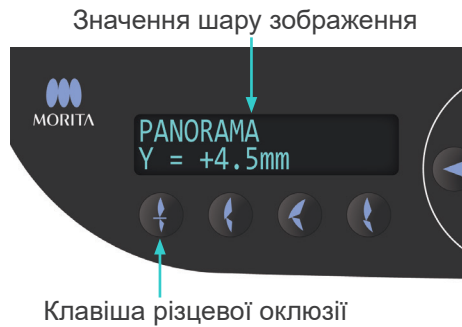 Значення шару зображення
MORITA
PANORAMA
Y = +4.5mm
Клавіша різцевої оклюзії